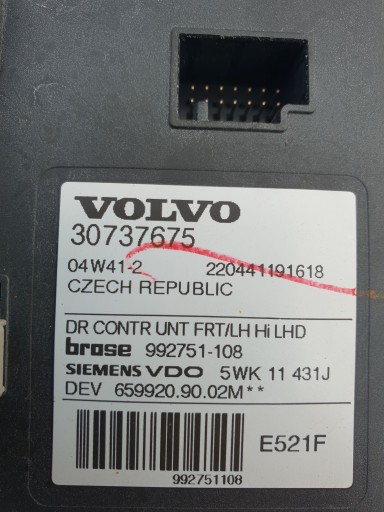 VOLVO
30737675
04W41-2 220441191618
CZECH REPUBLIC
DR CONTR UNT FRT/LH Hi LHD
brose 992751-108
SIEMENS VDO 5WK 11 431J
DEV 659920.90.02M**
E521F
992751108